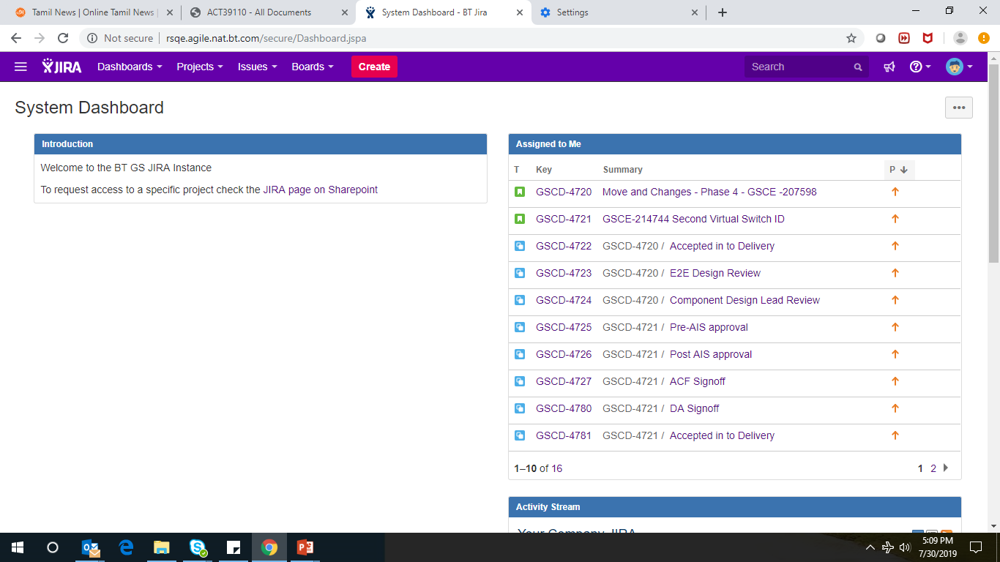 Tamil News | Online Tamil News
ACT39110 - All Documents
System Dashboard - BT Jira
Settings
Not secure | rsqe.agile.nat.bt.com/secure/Dashboard.jspa
JIRA Dashboards Projects Issues Boards Create Search
System Dashboard
Introduction
Welcome to the BT GS JIRA Instance
To request access to a specific project check the JIRA page on Sharepoint
Assigned to Me
T Key Summary P
GSCD-4720 Move and Changes - Phase 4 - GSCE -207598
GSCD-4721 GSCE-214744 Second Virtual Switch ID
GSCD-4722 GSCD-4720 / Accepted in to Delivery
GSCD-4723 GSCD-4720 / E2E Design Review
GSCD-4724 GSCD-4720 / Component Design Lead Review
GSCD-4725 GSCD-4721 / Pre-AIS approval
GSCD-4726 GSCD-4721 / Post AIS approval
GSCD-4727 GSCD-4721 / ACF Signoff
GSCD-4780 GSCD-4721 / DA Signoff
GSCD-4781 GSCD-4721 / Accepted in to Delivery
1–10 of 16 1 2
Activity Stream
Your Company JIRA
5:09 PM
7/30/2019